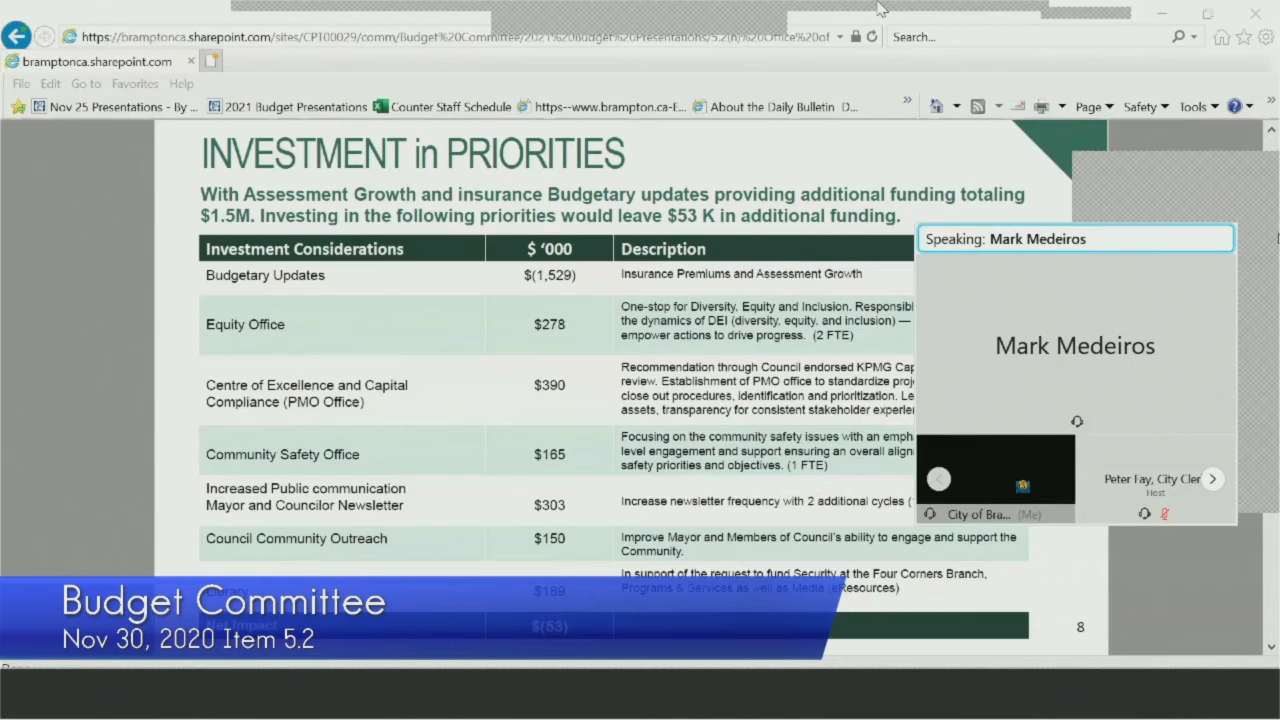 https://bramptonca.sharepoint.com/sites/CPT00029/comm/Budget%20Committee/2021%20Budget%20Presentations/5.2(h)%20Office%20of
Search...
bramptonca.sharepoint.com
File Edit Go to Favorites Help
Nov 25 Presentations - By ... 2021 Budget Presentations Counter Staff Schedule https--www.brampton.ca-E... About the Daily Bulletin D...
Page Safety Tools
INVESTMENT in PRIORITIES
With Assessment Growth and insurance Budgetary updates providing additional funding totaling
$1.5M. Investing in the following priorities would leave $53 K in additional funding.
Investment Considerations $ ‘000 Description
Budgetary Updates $(1,529) Insurance Premiums and Assessment Growth
Equity Office $278
One-stop for Diversity, Equity and Inclusion. Responsibl
the dynamics of DEI (diversity, equity, and inclusion) —
empower actions to drive progress. (2 FTE)
Centre of Excellence and Capital
Compliance (PMO Office)
$390
Recommendation through Council endorsed KPMG Cap
review. Establishment of PMO office to standardize proj
close out procedures, identification and prioritization. Le
assets, transparency for consistent stakeholder experien
Community Safety Office $165
Focusing on the community safety issues with an emph
level engagement and support ensuring an overall align
safety priorities and objectives. (1 FTE)
Increased Public communication
Mayor and Councilor Newsletter
$303
Increase newsletter frequency with 2 additional cycles (
Council Community Outreach $150
Improve Mayor and Members of Council's ability to engage and support the
Community.
Library $189
In support of the request to fund Security at the Four Corners Branch,
Programs & Services as well as Media (eResources)
Net Impact $(53)
8
Speaking: Mark Medeiros
Mark Medeiros
City of Bra... (Me)
Peter Fay, City Cler
Host
Budget Committee
Nov 30, 2020 Item 5.2